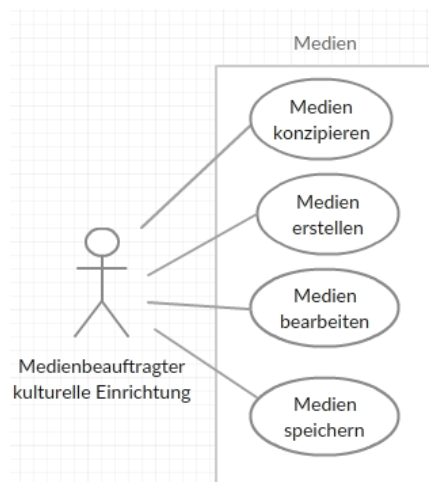 Medien
Medien
konzipieren
Medien
erstellen
Medien
bearbeiten
Medienbeauftragter
kulturelle Einrichtung
Medien
speichern